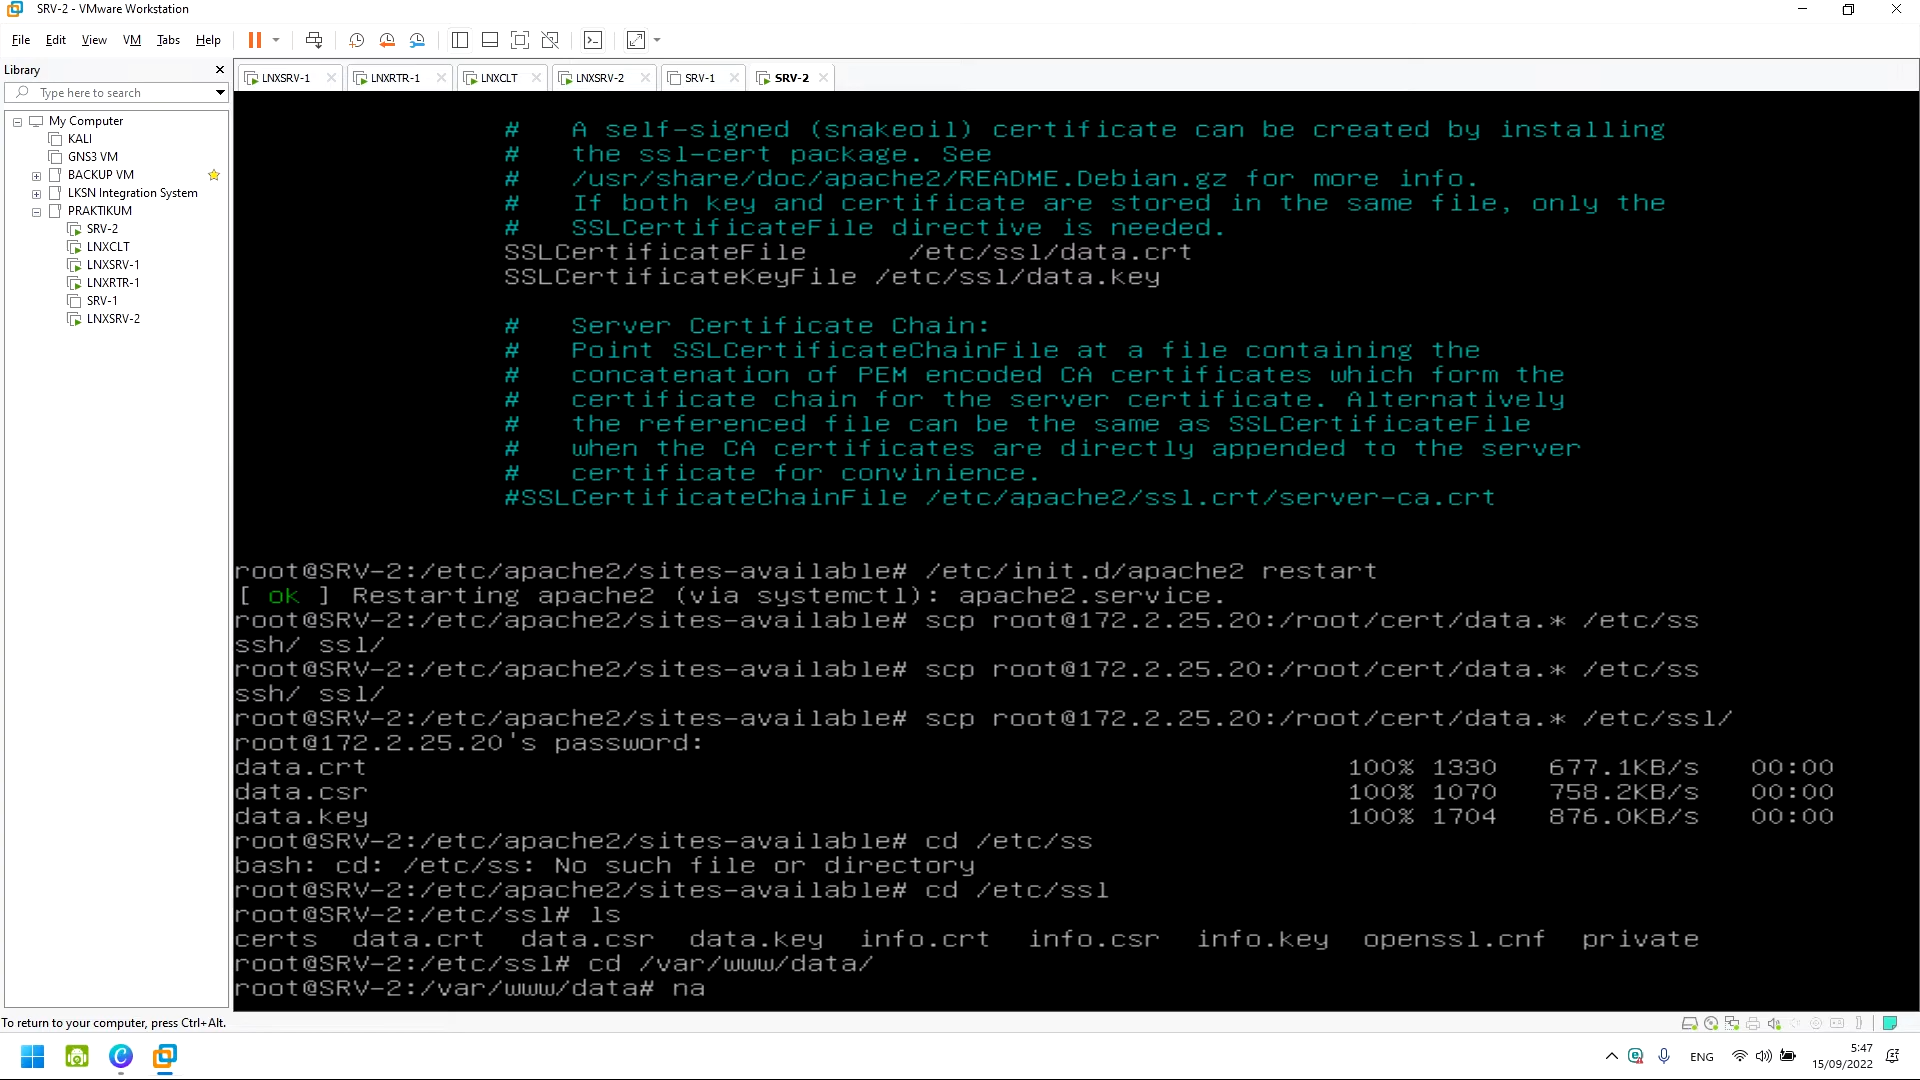 SRV-2 - VMware Workstation
File Edit View VM Tabs Help
Library
Type here to search
My Computer
KALI
GNS3 VM
BACKUP VM
LKSN Integration System
PRAKTIKUM
SRV-2
LNXCLT
LNXSRV-1
LNXRTR-1
SRV-1
LNXSRV-2
LNXSRV-1 LNXRTR-1 LNXCLT LNXSRV-2 SRV-1 SRV-2
#   A self-signed (snakeoil) certificate can be created by installing
#   the ssl-cert package. See
#   /usr/share/doc/apache2/README.Debian.gz for more info.
#   If both key and certificate are stored in the same file, only the
#   SSLCertificateFile directive is needed.
SSLCertificateFile      /etc/ssl/data.crt
SSLCertificateKeyFile /etc/ssl/data.key
#   Server Certificate Chain:
#   Point SSLCertificateChainFile at a file containing the
#   concatenation of PEM encoded CA certificates which form the
#   certificate chain for the server certificate. Alternatively
#   the referenced file can be the same as SSLCertificateFile
#   when the CA certificates are directly appended to the server
#   certificate for convinience.
#SSLCertificateChainFile /etc/apache2/ssl.crt/server-ca.crt
root@SRV-2:/etc/apache2/sites-available# /etc/init.d/apache2 restart
[ ok ] Restarting apache2 (via systemctl): apache2.service.
root@SRV-2:/etc/apache2/sites-available# scp root@172.2.25.20:/root/cert/data.* /etc/ss
ssh/ ssl/
root@SRV-2:/etc/apache2/sites-available# scp root@172.2.25.20:/root/cert/data.* /etc/ss
ssh/ ssl/
root@SRV-2:/etc/apache2/sites-available# scp root@172.2.25.20:/root/cert/data.* /etc/ssl/
root@172.2.25.20's password:
data.crt 100% 1330 677.1KB/s 00:00
data.csr 100% 1070 758.2KB/s 00:00
data.key 100% 1704 876.0KB/s 00:00
root@SRV-2:/etc/apache2/sites-available# cd /etc/ss
bash: cd: /etc/ss: No such file or directory
root@SRV-2:/etc/apache2/sites-available# cd /etc/ssl
root@SRV-2:/etc/ssl# ls
certs  data.crt  data.csr  data.key  info.crt  info.csr  info.key  openssl.cnf  private
root@SRV-2:/etc/ssl# cd /var/www/data/
root@SRV-2:/var/www/data# na
To return to your computer, press Ctrl+Alt.
ENG
5:47
15/09/2022